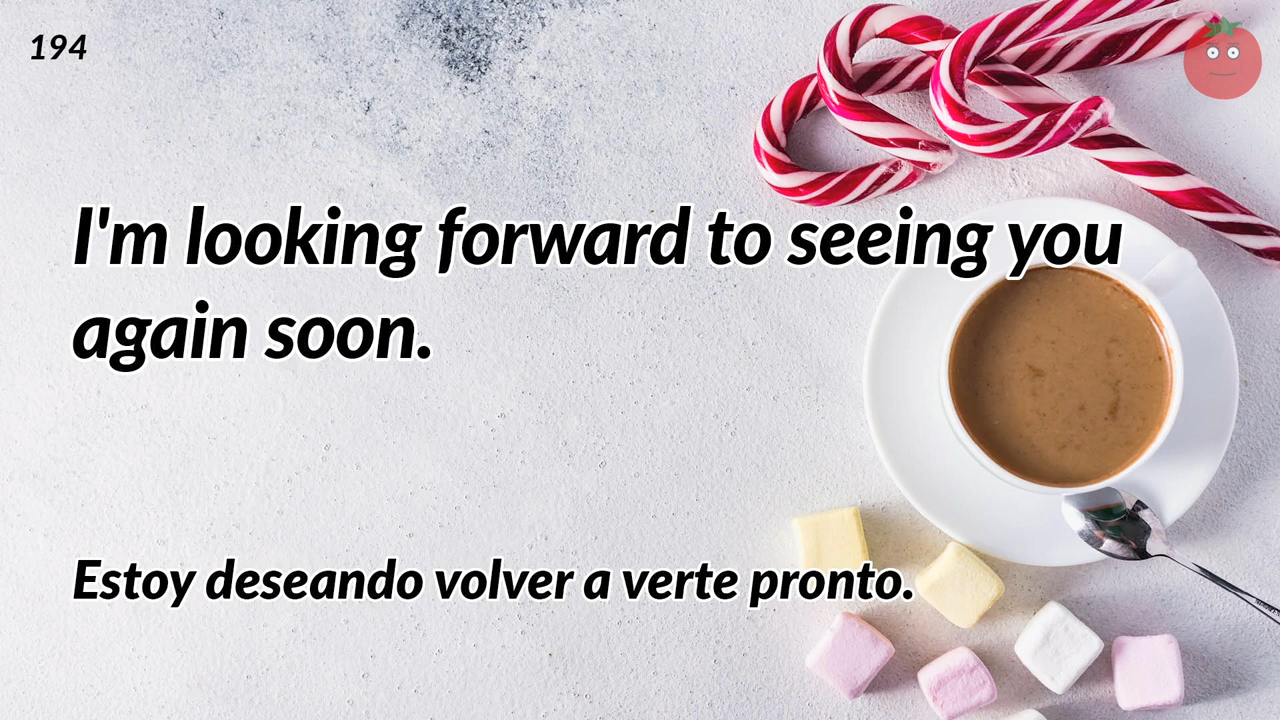 194
I'm looking forward to seeing you
again soon.
Estoy deseando volver a verte pronto.